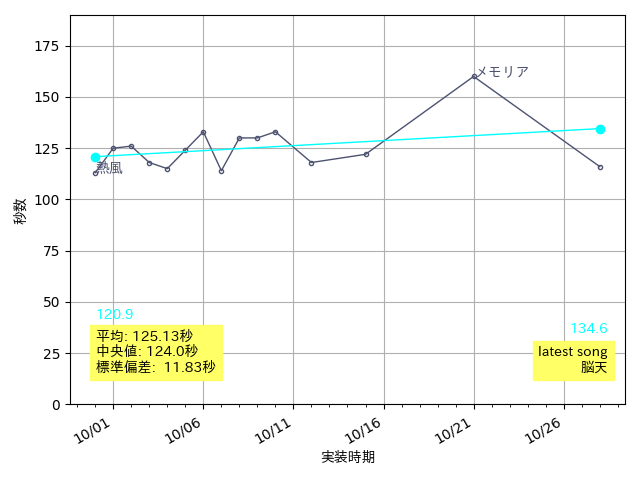 175
150
125
100
75
50
25
0
秒数
メモリア
熱風
120.9
134.6
平均: 125.13秒
中央値: 124.0秒
標準偏差: 11.83秒
latest song
脳天
10/01
10/06
10/11
10/16
10/21
10/26
実装時期